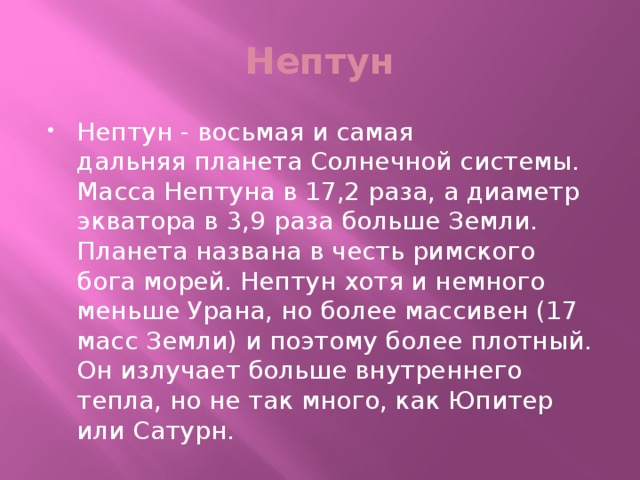 Нептун
Нептун - восьмая и самая
дальняя планета Солнечной системы.
Масса Нептуна в 17,2 раза, а диаметр
экватора в 3,9 раза больше Земли.
Планета названа в честь римского
бога морей. Нептун хотя и немного
меньше Урана, но более массивен (17
масс Земли) и поэтому более плотный.
Он излучает больше внутреннего
тепла, но не так много, как Юпитер
или Сатурн.